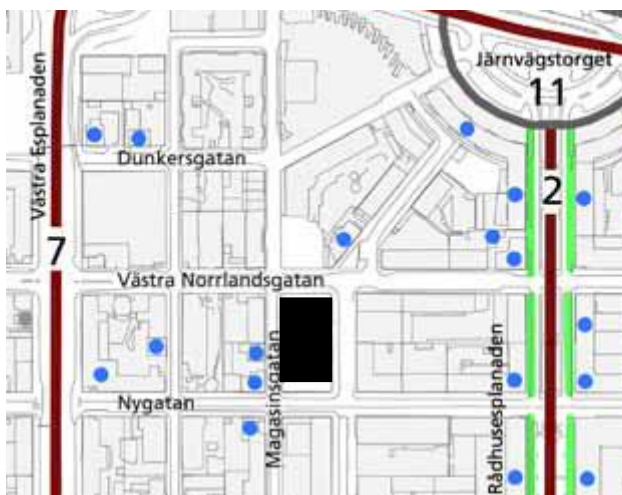 Järnvägstorget
11
Västra Esplanaden
Dunkersgatan
2
7
Västra Norrlandsgatan
Magasinsgatan
Rådhusesplanaden
Nygatan